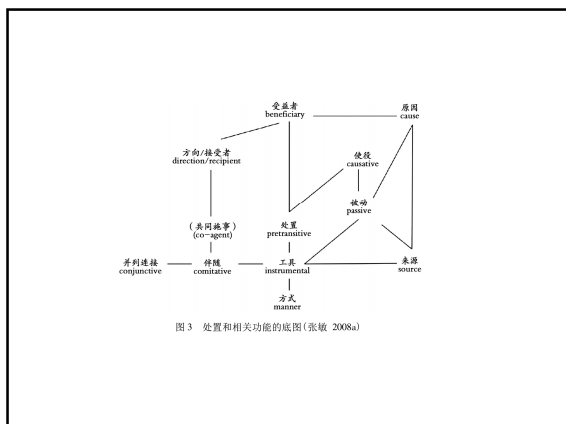 受益者
beneficiary
原因
cause
方向/接受者
direction/recipient
使役
causative
被动
passive
(共同施事)
(co-agent)
处置
pretransitive
并列连接
conjunctive
伴随
comitative
工具
instrumental
来源
source
方式
manner
图 3 处置和相关功能的底图(张敏 2008a)